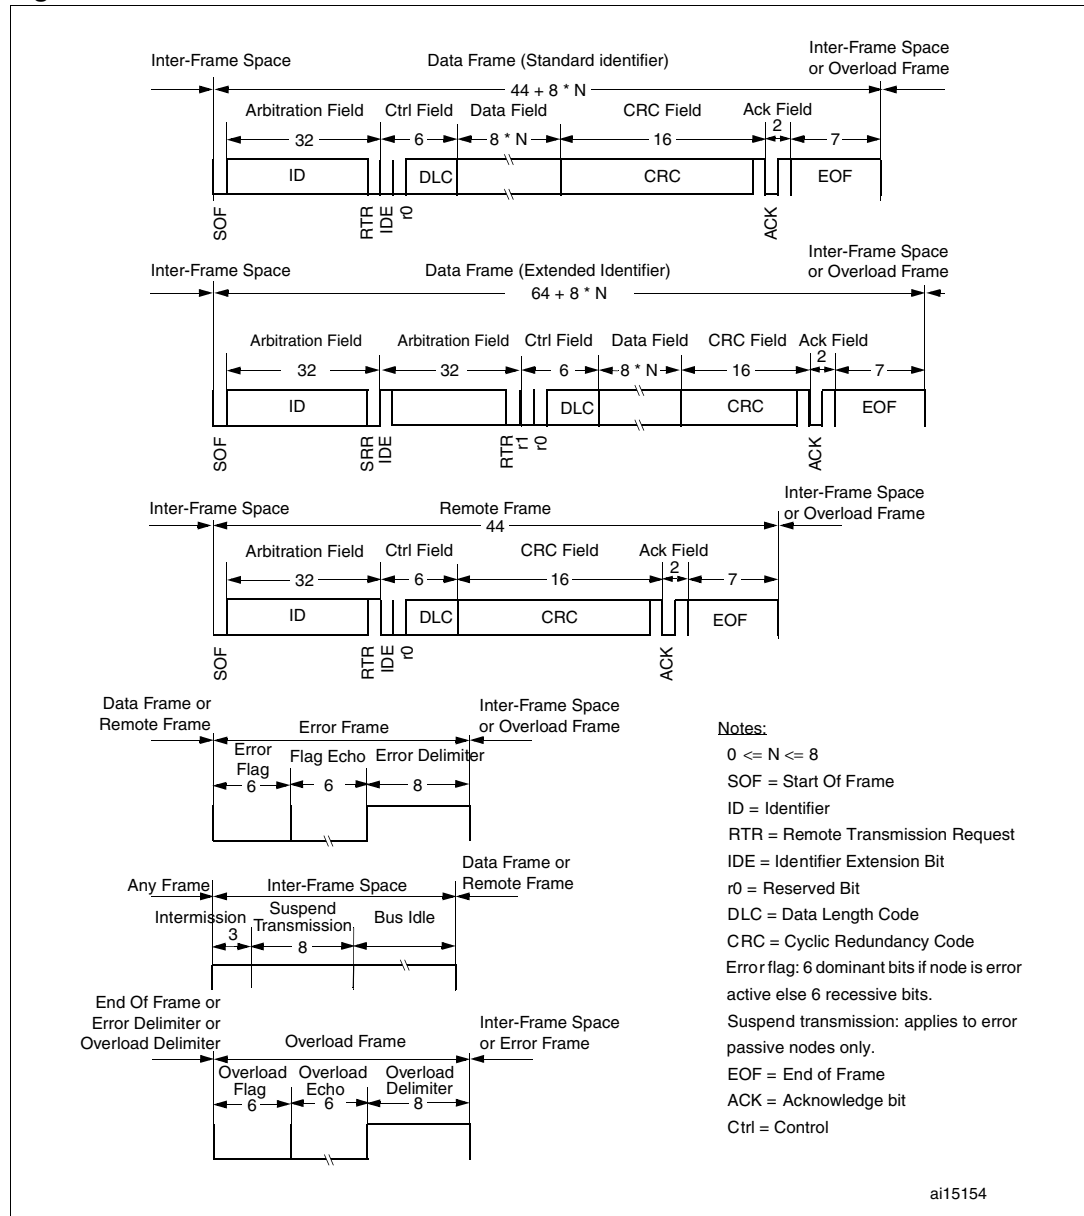 Inter-Frame Space Data Frame (Standard identifier) Inter-Frame Space
or Overload Frame
44 + 8 * N
Arbitration Field Ctrl Field Data Field CRC Field Ack Field
32 6 8 * N 16 2 7
ID DLC CRC EOF
SOF RTR IDE r0 ACK
Inter-Frame Space Data Frame (Extended Identifier) Inter-Frame Space
or Overload Frame
64 + 8 * N
Arbitration Field Arbitration Field Ctrl Field Data Field CRC Field Ack Field
32 32 6 8 * N 16 2 7
ID DLC CRC EOF
SOF SRR IDE RTR r1 r0 ACK
Inter-Frame Space Remote Frame Inter-Frame Space
or Overload Frame
44
Arbitration Field Ctrl Field CRC Field Ack Field
32 6 16 2 7
ID DLC CRC EOF
SOF RTR IDE r0 ACK
Data Frame or
Remote Frame
Error Frame
Inter-Frame Space
or Overload Frame
Error
Flag
Flag Echo Error Delimiter
6 6 8
Any Frame Inter-Frame Space
Data Frame or
Remote Frame
Intermission
Suspend
Transmission
Bus Idle
3 8
End Of Frame or
Error Delimiter or
Overload Delimiter
Overload Frame
Inter-Frame Space
or Error Frame
Overload
Flag
Overload
Echo
Overload
Delimiter
6 6 8
Notes:
0 <= N <= 8
SOF = Start Of Frame
ID = Identifier
RTR = Remote Transmission Request
IDE = Identifier Extension Bit
r0 = Reserved Bit
DLC = Data Length Code
CRC = Cyclic Redundancy Code
Error flag: 6 dominant bits if node is error
active else 6 recessive bits.
Suspend transmission: applies to error
passive nodes only.
EOF = End of Frame
ACK = Acknowledge bit
Ctrl = Control
ai15154